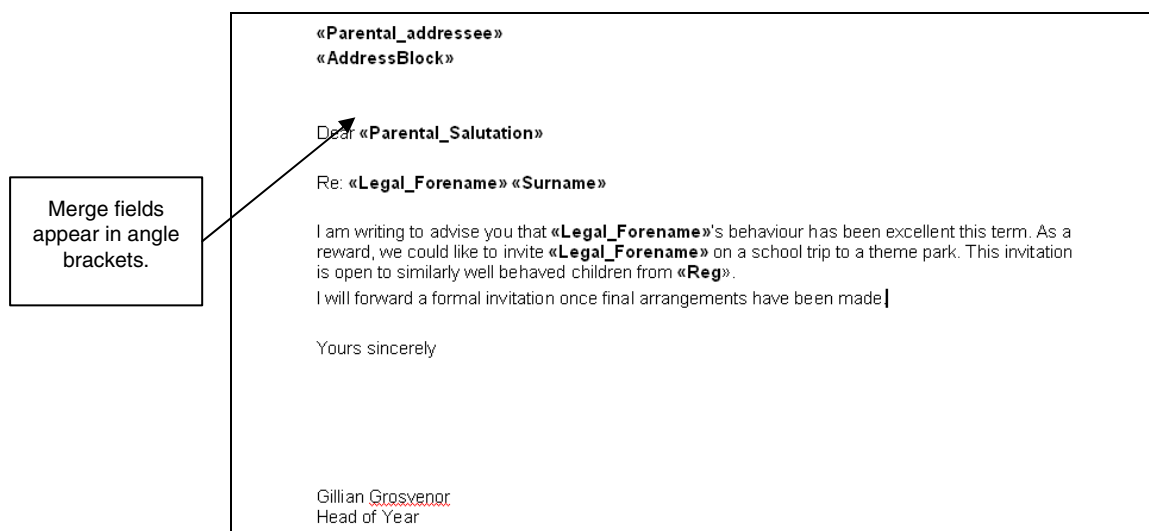 «Parental_addressee»
«AddressBlock»
Dear «Parental_Salutation»
Re: «Legal_Forename» «Surname»
Merge fields
appear in angle
brackets.
I am writing to advise you that «Legal_Forename»'s behaviour has been excellent this term. As a
reward, we could like to invite «Legal_Forename» on a school trip to a theme park. This invitation
is open to similarly well behaved children from «Reg».
I will forward a formal invitation once final arrangements have been made.
Yours sincerely
Gillian Grosvenor
Head of Year